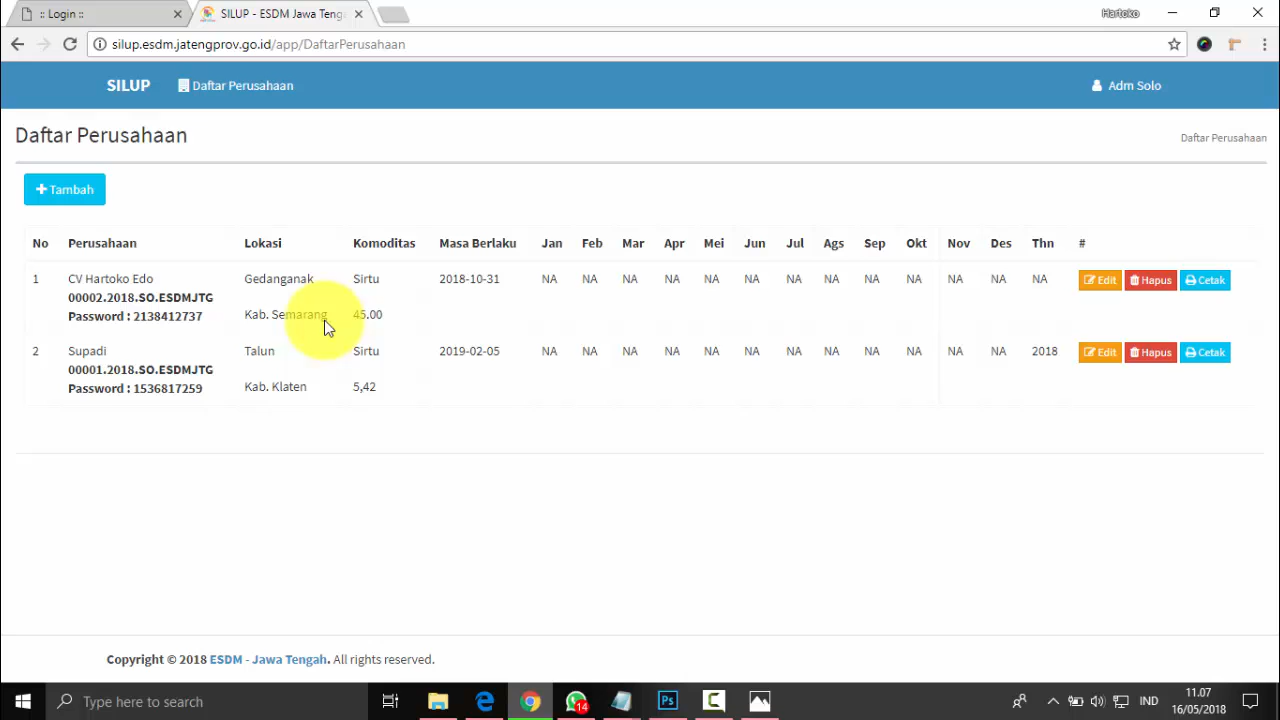 :: Login ::
SILUP - ESDM Jawa Tenga
Hartoko
silup.esdm.jatengprov.go.id/app/DaftarPerusahaan
SILUP Daftar Perusahaan Adm Solo
Daftar Perusahaan
Daftar Perusahaan
+ Tambah
No Perusahaan Lokasi Komoditas Masa Berlaku Jan Feb Mar Apr Mei Jun Jul Ags Sep Okt Nov Des Thn #
1 CV Hartoko Edo Gedanganak Sirtu 2018-10-31 NA NA NA NA NA NA NA NA NA NA NA NA NA Edit Hapus Cetak
00002.2018.SO.ESDMJTG
Password : 2138412737 Kab. Semarang 45.00
2 Supadi Talun Sirtu 2019-02-05 NA NA NA NA NA NA NA NA NA NA NA NA 2018 Edit Hapus Cetak
00001.2018.SO.ESDMJTG
Password : 1536817259 Kab. Klaten 5,42
Copyright © 2018 ESDM - Jawa Tengah. All rights reserved.
Type here to search
14
Ps
IND
11.07
16/05/2018